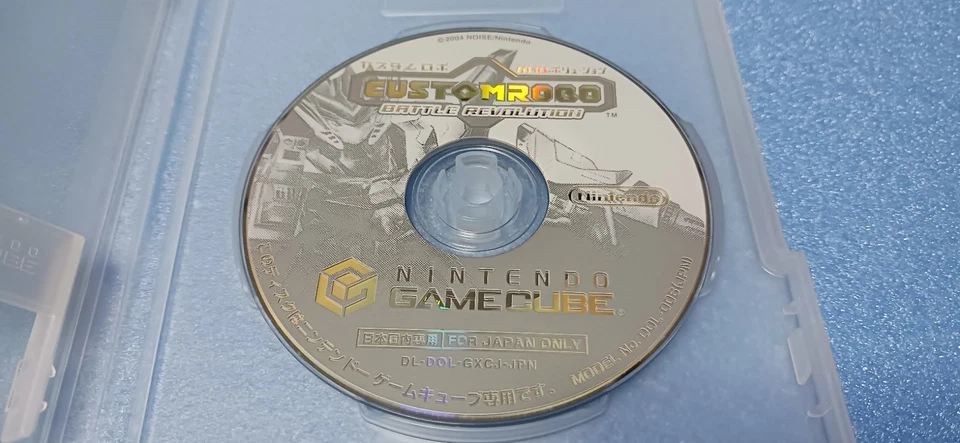 ©2004 NOISE/Nintendo
カスタムロボ バトルレボリューション
CUSTOMROBO
BATTLE REVOLUTION
TM
Nintendo
NINTENDO
GAMECUBE®
日本国内専用 FOR JAPAN ONLY
DL-DOL-GXCJ-JPN
このディスクはニンテンドーゲームキューブ専用です。
MODEL No. DOL-006(JPN)